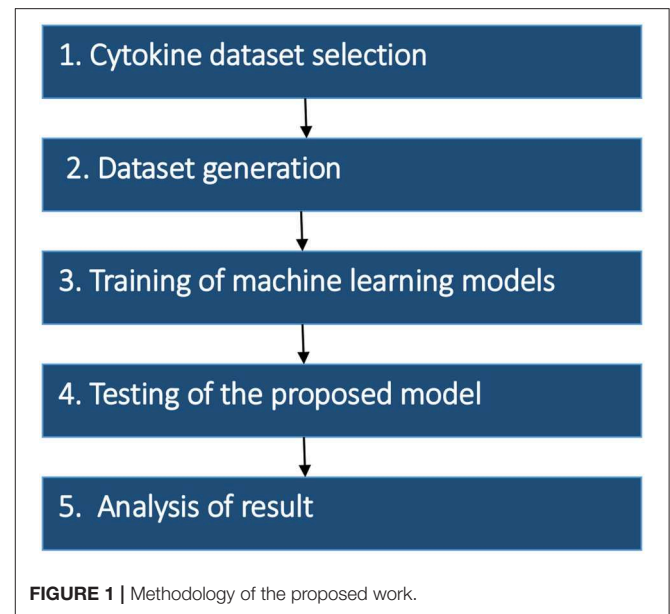 1. Cytokine dataset selection
2. Dataset generation
3. Training of machine learning models
4. Testing of the proposed model
5. Analysis of result
FIGURE 1 | Methodology of the proposed work.